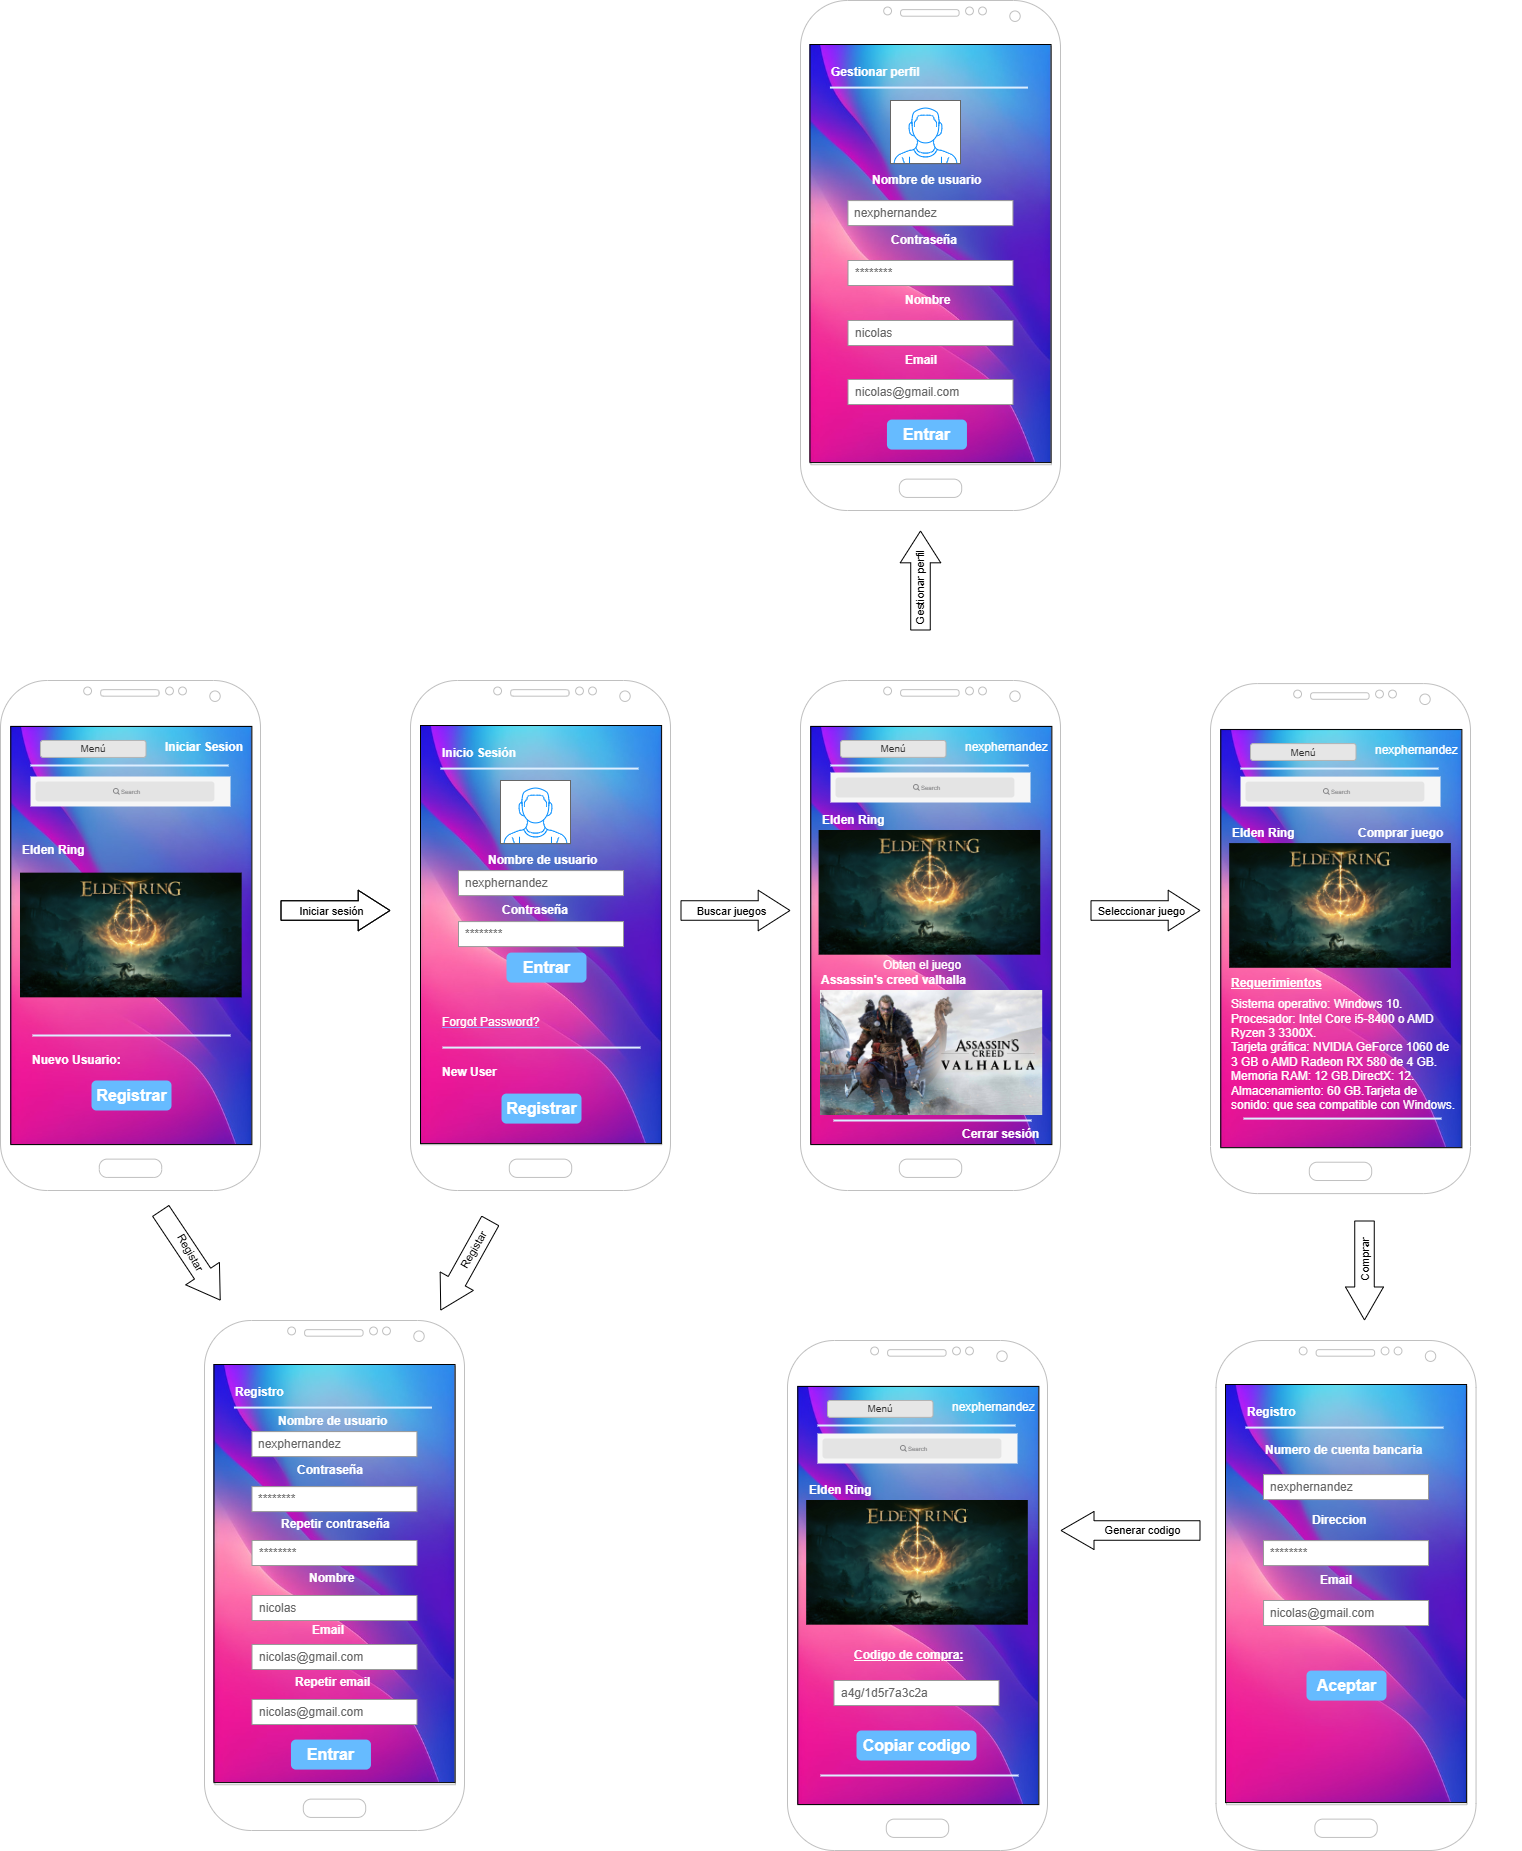 Gestionar perfil
Nombre de usuario
nexphernandez
Contraseña
********
Nombre
nicolas
Email
nicolas@gmail.com
Entrar
Gestionar perfil
Menú
Iniciar Sesion
Search
Elden Ring
ELDEN RING
Nuevo Usuario:
Registrar
Iniciar sesión
Inicio Sesión
Nombre de usuario
nexphernandez
Contraseña
********
Entrar
Forgot Password?
New User
Registrar
Buscar juegos
Menú
nexphernandez
Search
Elden Ring
ELDEN RING
Obten el juego
Assassin's creed valhalla
ASSASSIN'S
CREED
VALHALLA
Cerrar sesión
Seleccionar juego
Menú
nexphernandez
Search
Elden Ring
Comprar juego
ELDEN RING
Requerimientos
Sistema operativo: Windows 10.
Procesador: Intel Core i5-8400 o AMD
Ryzen 3 3300X.
Tarjeta gráfica: NVIDIA GeForce 1060 de
3 GB o AMD Radeon RX 580 de 4 GB.
Memoria RAM: 12 GB.DirectX: 12.
Almacenamiento: 60 GB.Tarjeta de
sonido: que sea compatible con Windows.
Registar
Registar
Comprar
Registro
Nombre de usuario
nexphernandez
Contraseña
********
Repetir contraseña
********
Nombre
nicolas
Email
nicolas@gmail.com
Repetir email
nicolas@gmail.com
Entrar
Menú
nexphernandez
Search
Elden Ring
ELDEN RING
Codigo de compra:
a4g/1d5r7a3c2a
Copiar codigo
Generar codigo
Registro
Numero de cuenta bancaria
nexphernandez
Direccion
********
Email
nicolas@gmail.com
Aceptar